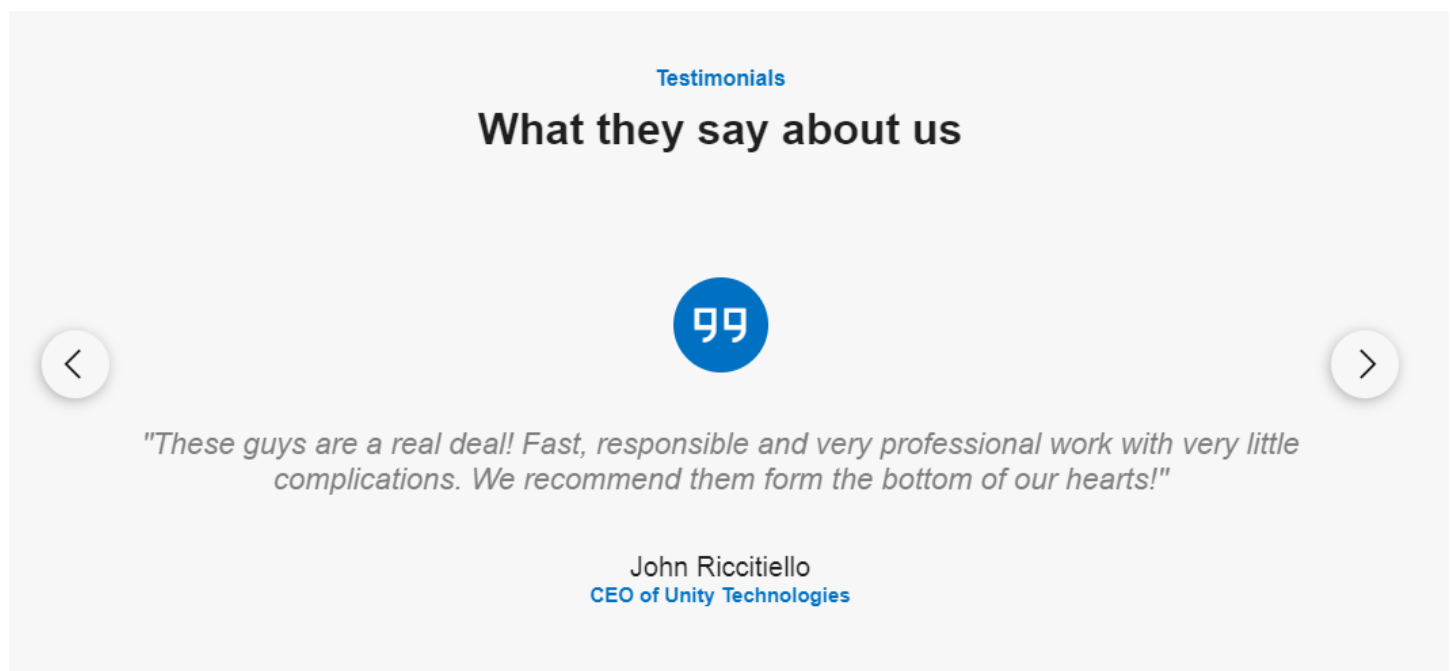 Testimonials
What they say about us
"These guys are a real deal! Fast, responsible and very professional work with very little
complications. We recommend them form the bottom of our hearts!"
John Riccitiello
CEO of Unity Technologies